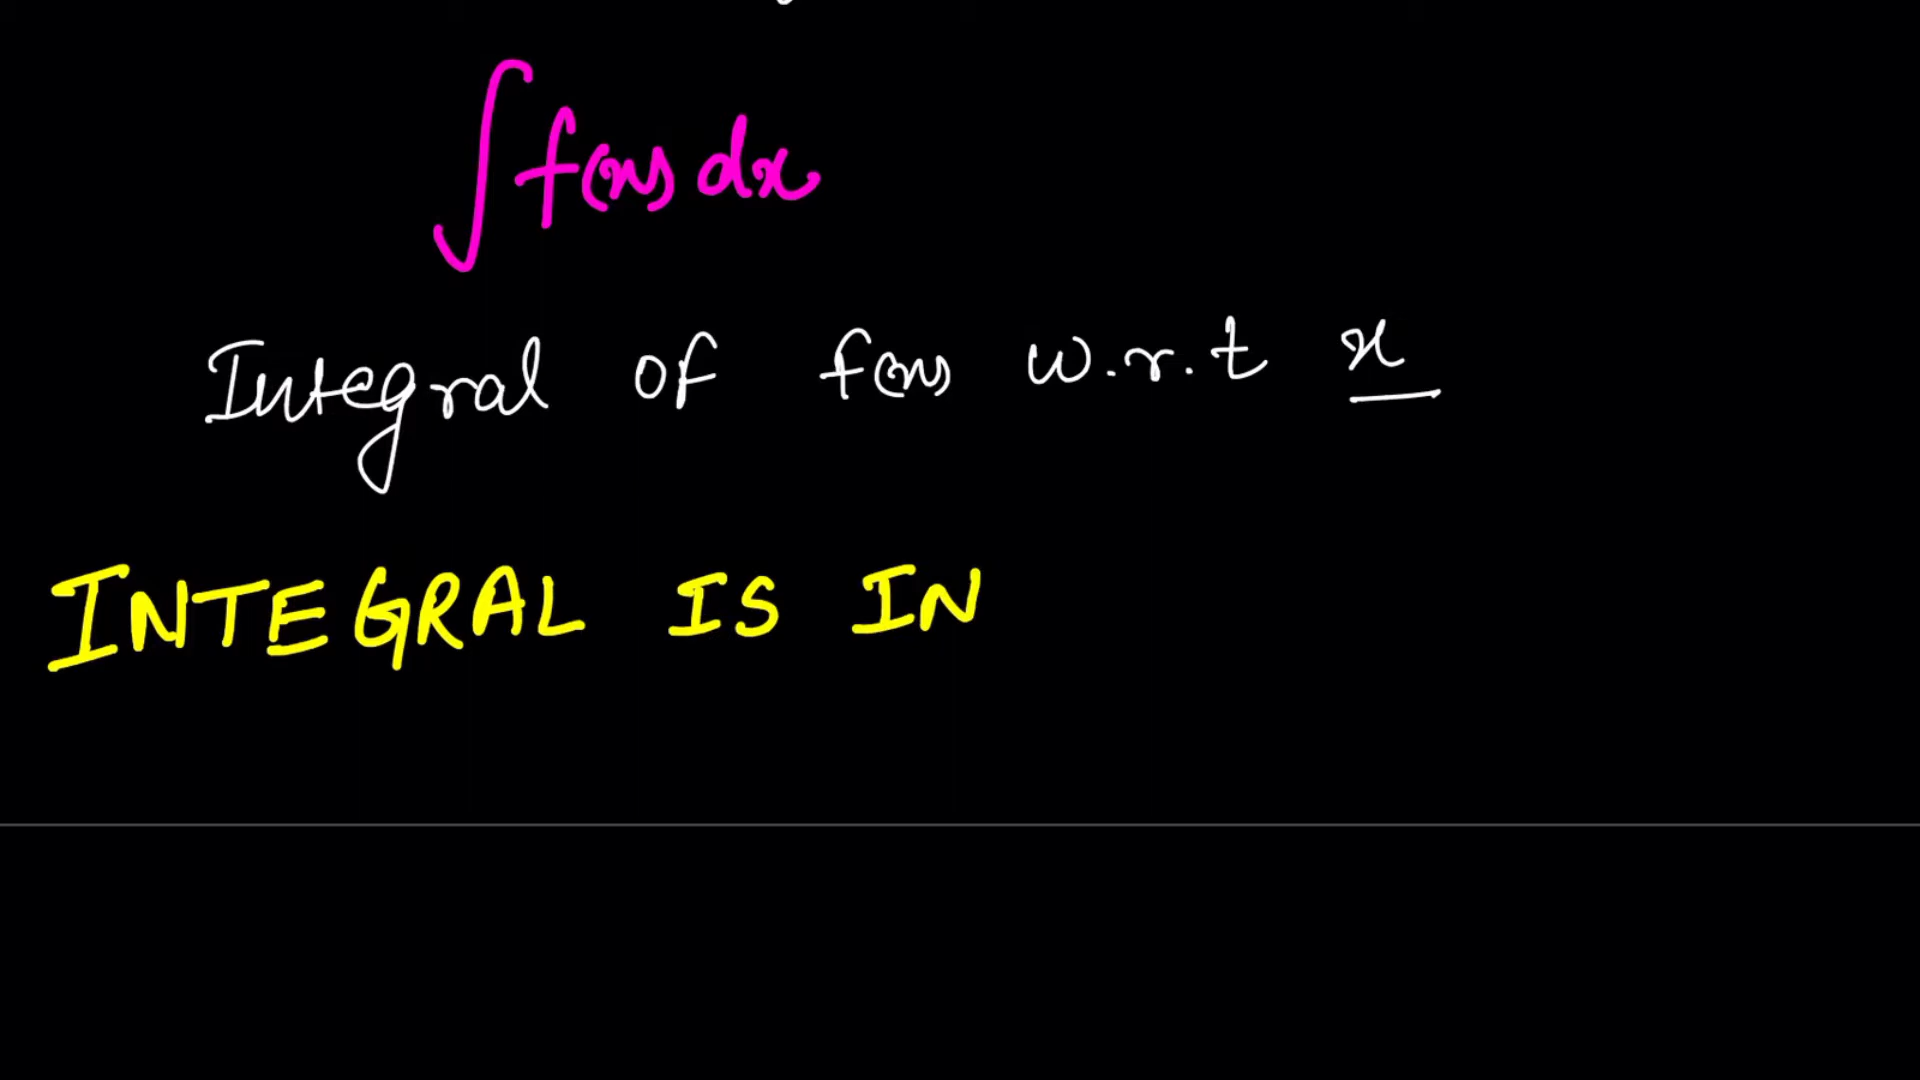 ∫f(x) dx
Integral of f(x) w.r.t x
INTEGRAL IS IN